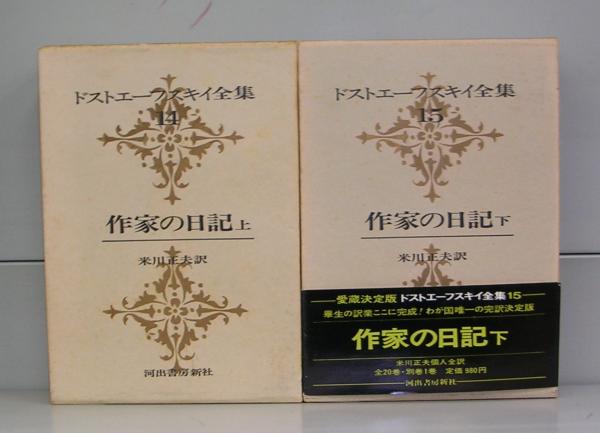 ドストエーフスキイ全集
14
作家の日記上
米川正夫訳
河出書房新社
ドストエーフスキイ全集
15
作家の日記下
米川正夫訳
愛蔵決定版 ドストエーフスキイ全集15
畢生の訳業ここに完成!わが国唯一の完訳決定版
作家の日記下
米川正夫個人全訳
全20巻・別巻1巻 定価980円
河出書房新社